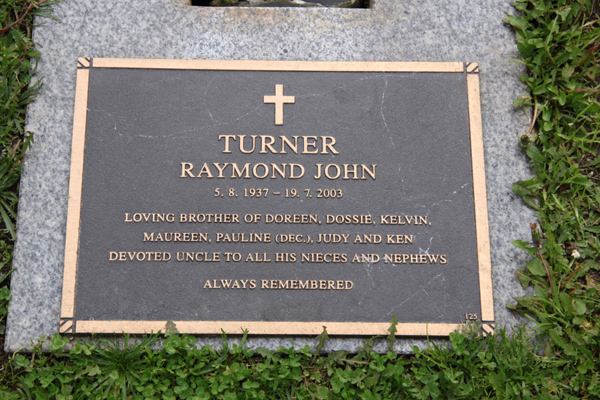 TURNER
RAYMOND JOHN
5. 8. 1937 – 19. 7. 2003
LOVING BROTHER OF DOREEN, DOSSIE, KELVIN,
MAUREEN, PAULINE (DEC.), JUDY AND KEN
DEVOTED UNCLE TO ALL HIS NIECES AND NEPHEWS
ALWAYS REMEMBERED
125